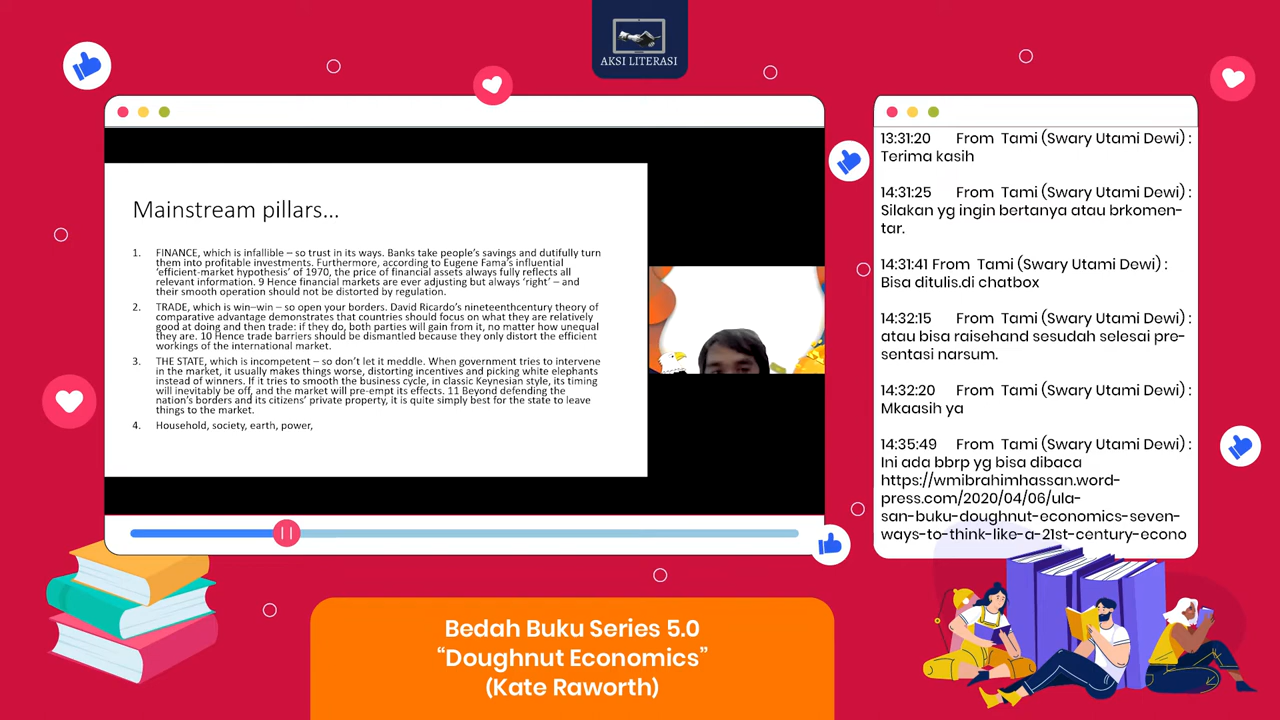 AKSI LITERASI
Mainstream pillars...
1. FINANCE, which is infallible – so trust in its ways. Banks take people's savings and dutifully turn
them into profitable investments. Furthermore, according to Eugene Fama's influential
'efficient-market hypothesis' of 1970, the price of financial assets always fully reflects all
relevant information. 9 Hence financial markets are ever adjusting but always 'right' – and
their smooth operation should not be distorted by regulation.
2. TRADE, which is win–win – so open your borders. David Ricardo's nineteenthcentury theory of
comparative advantage demonstrates that countries should focus on what they are relatively
good at doing and then trade: if they do, both parties will gain from it, no matter how unequal
they are. 10 Hence trade barriers should be dismantled because they only distort the efficient
workings of the international market.
3. THE STATE, which is incompetent – so don't let it meddle. When government tries to intervene
in the market, it usually makes things worse, distorting incentives and picking white elephants
instead of winners. If it tries to smooth the business cycle, in classic Keynesian style, its timing
will inevitably be off, and the market will pre-empt its effects. 11 Beyond defending the
nation's borders and its citizens' private property, it is quite simply best for the state to leave
things to the market.
4. Household, society, earth, power,
13:31:20 From Tami (Swary Utami Dewi) :
Terima kasih
14:31:25 From Tami (Swary Utami Dewi) :
Silakan yg ingin bertanya atau brkomen-
tar.
14:31:41 From Tami (Swary Utami Dewi) :
Bisa ditulis.di chatbox
14:32:15 From Tami (Swary Utami Dewi) :
atau bisa raisehand sesudah selesai pre-
sentasi narsum.
14:32:20 From Tami (Swary Utami Dewi) :
Mkaasih ya
14:35:49 From Tami (Swary Utami Dewi) :
Ini ada bbrp yg bisa dibaca
https://wmibrahimhassan.word-
press.com/2020/04/06/ula-
san-buku-doughnut-economics-seven-
ways-to-think-like-a-21st-century-econo
Bedah Buku Series 5.0
“Doughnut Economics”
(Kate Raworth)